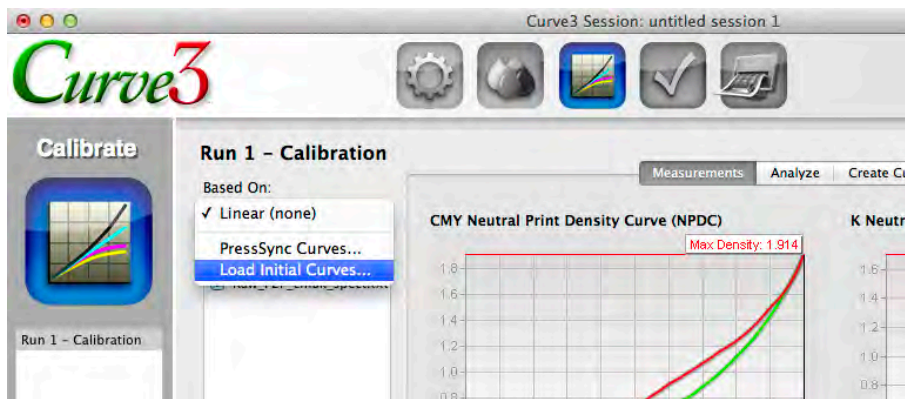 Curve3 Session: untitled session 1
Curve3
Calibrate
Run 1 - Calibration
Run 1 - Calibration
Based On:
✓ Linear (none)
PressSync Curves...
Load Initial Curves...
Measurements
Analyze
Create Cu
CMY Neutral Print Density Curve (NPDC)
K Neutr
Max Density: 1.914
1.8
1.6
1.4
1.2
1.0
0.8
1.6
1.4
1.2
1.0
0.8